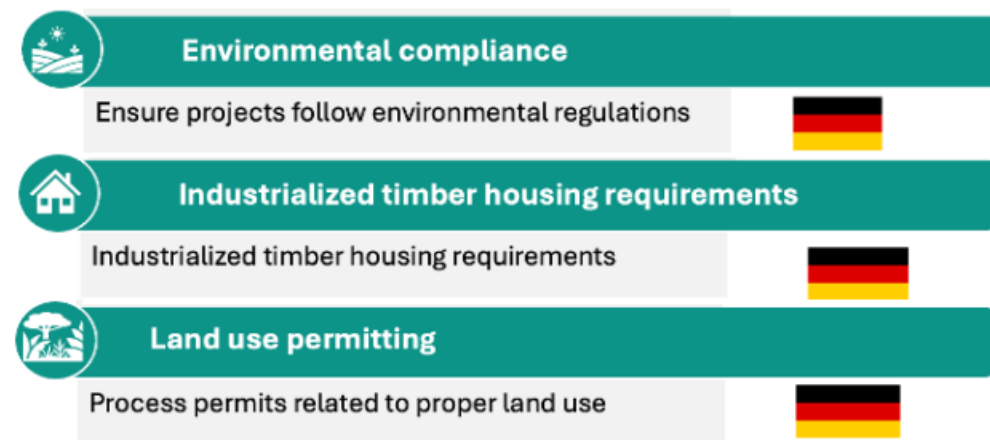 Environmental compliance
Ensure projects follow environmental regulations
Industrialized timber housing requirements
Industrialized timber housing requirements
Land use permitting
Process permits related to proper land use